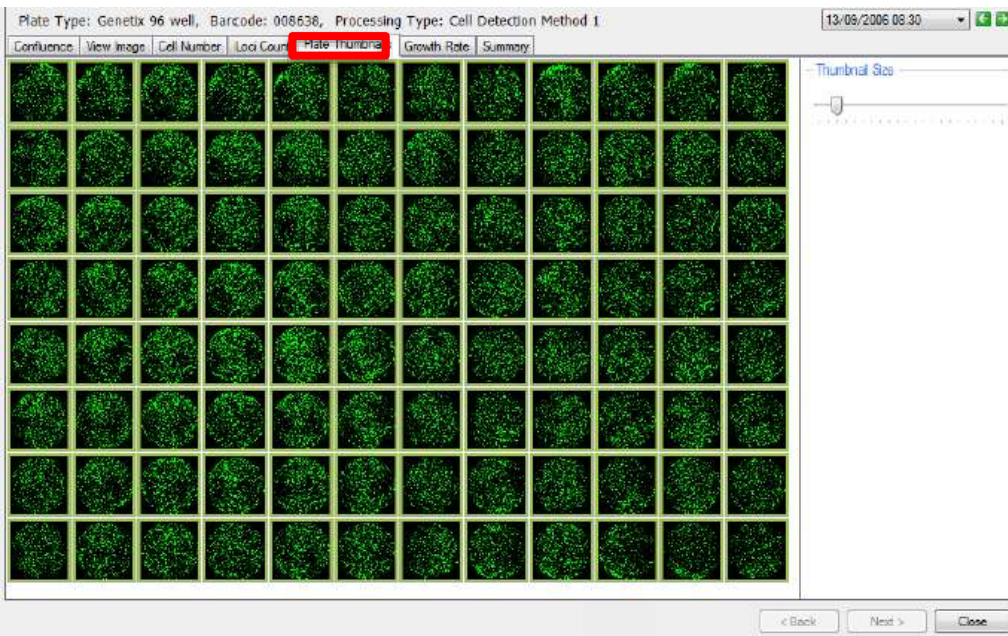 Plate Type: Genetix 96 well, Barcode: 008638, Processing Type: Cell Detection Method 1
13/09/2006 08:30
Confluence View Image Cell Number Loci Count Plate Thumbnails Growth Rate Summary
Thumbnail Size
< Back Next > Close